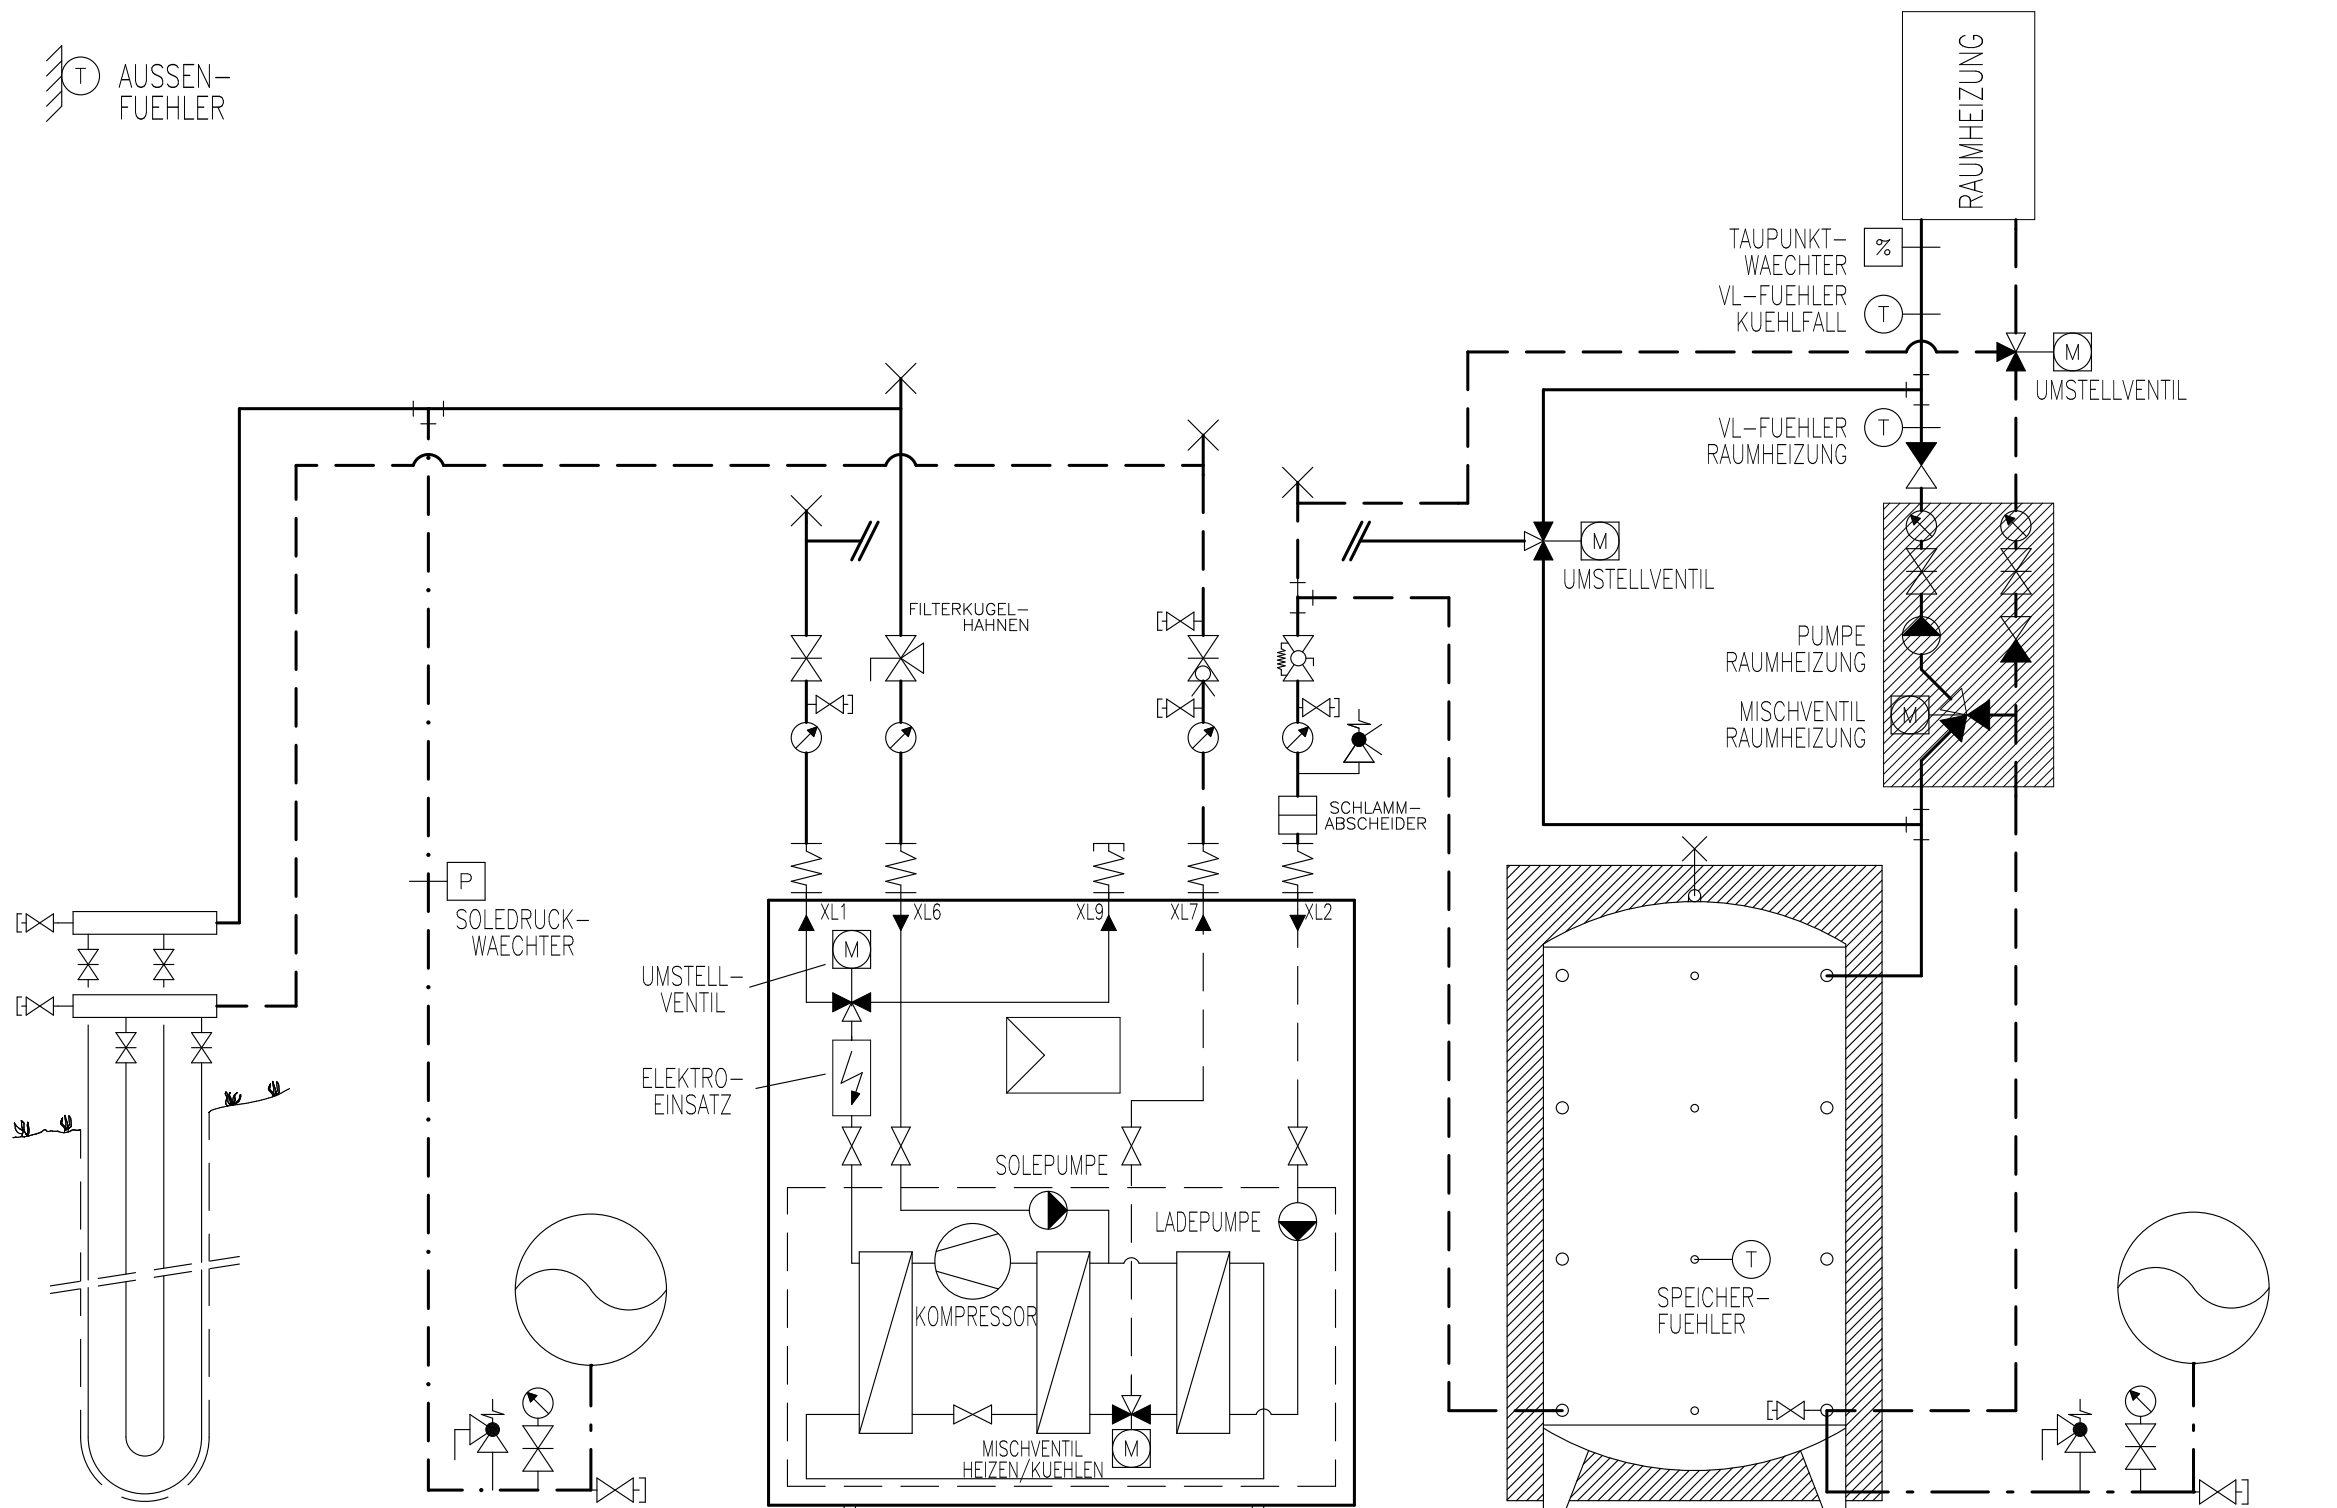 T
AUSSEN-
FUEHLER
RAUMHEIZUNG
TAUPUNKT-
WAECHTER
%
VL-FUEHLER
KUEHLFALL
T
M
UMSTELLVENTIL
VL-FUEHLER
RAUMHEIZUNG
T
M
UMSTELLVENTIL
FILTERKUGEL-
HAHNEN
PUMPE
RAUMHEIZUNG
MISCHVENTIL
RAUMHEIZUNG
M
SCHLAMM-
ABSCHEIDER
P
SOLEDRUCK-
WAECHTER
XL1
XL6
XL9
XL7
XL2
M
UMSTELL-
VENTIL
ELEKTRO-
EINSATZ
SOLEPUMPE
LADEPUMPE
KOMPRESSOR
T
SPEICHER-
FUEHLER
MISCHVENTIL
HEIZEN/KUEHLEN
M